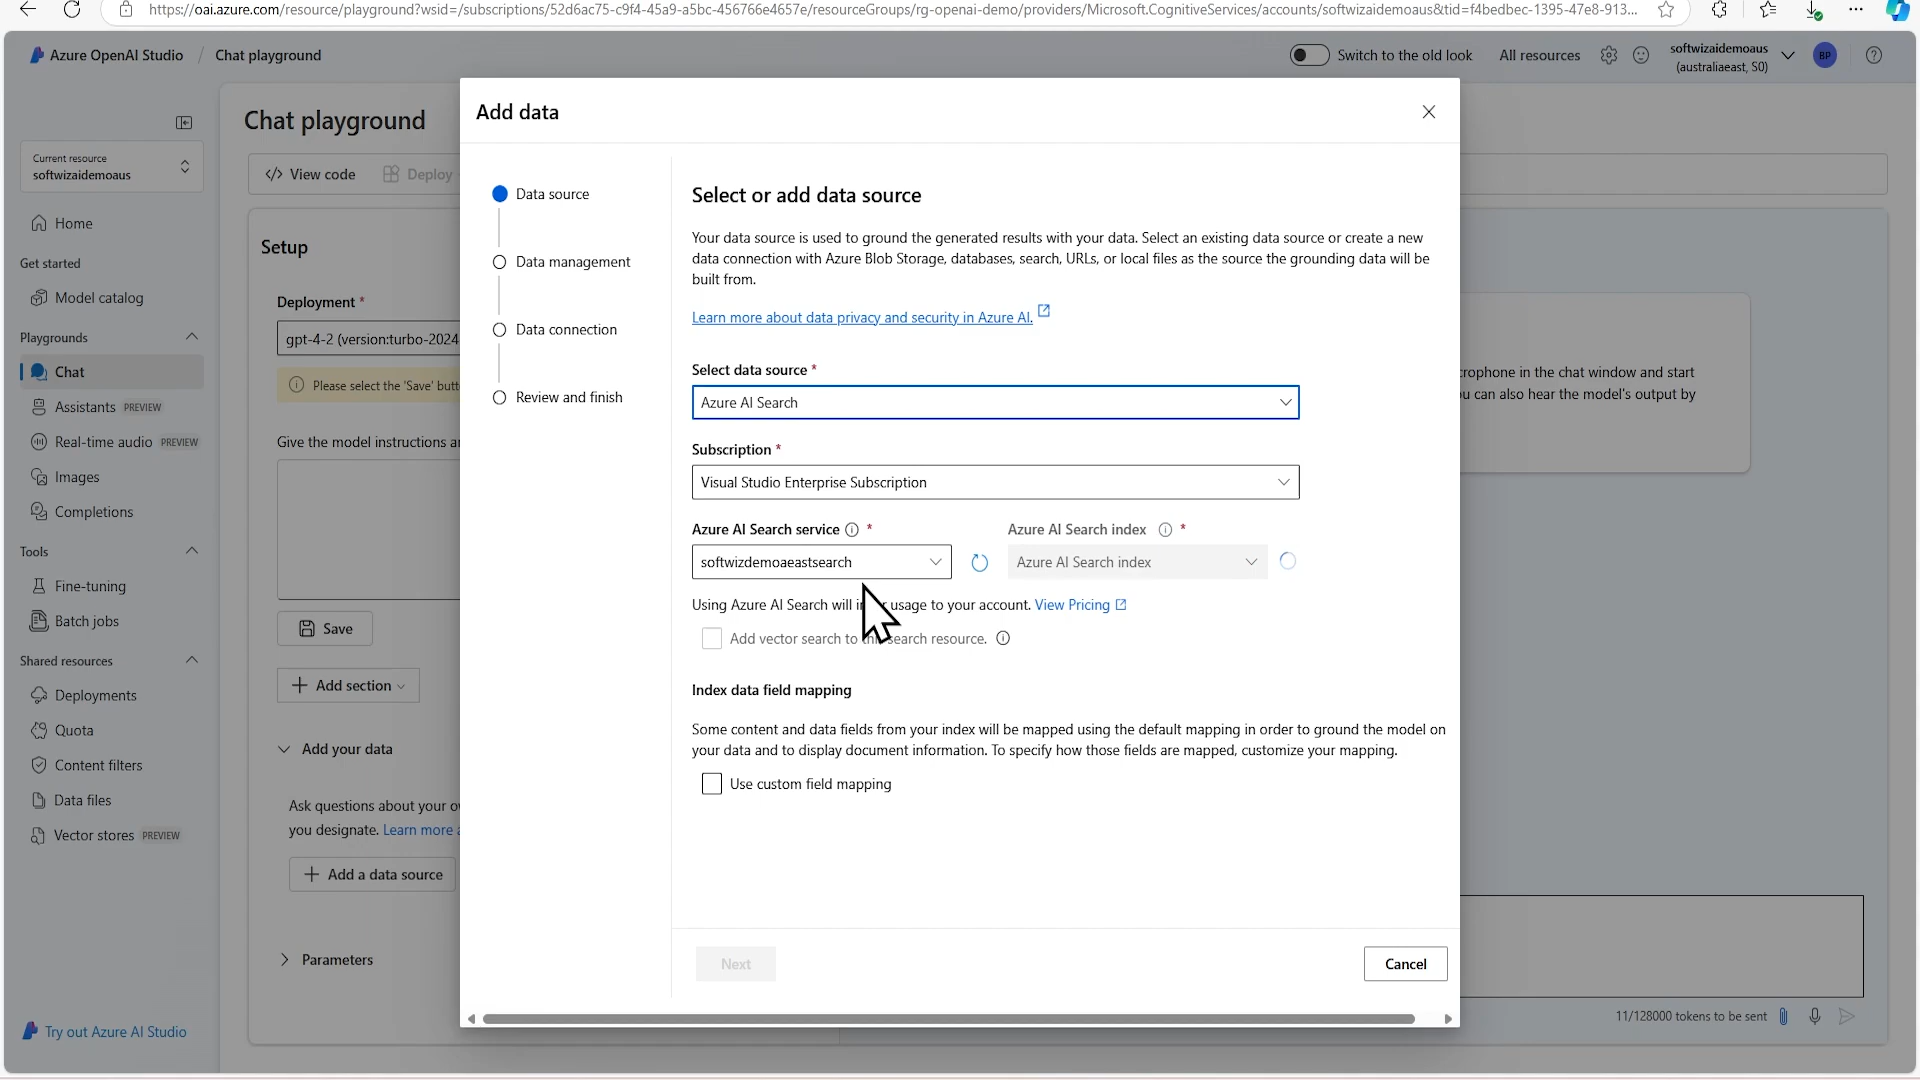 https://oai.azure.com/resource/playground?wsid=/subscriptions/52d6ac75-c9f4-45a9-a5bc-456766e4657e/resourceGroups/rg-openai-demo/providers/Microsoft.CognitiveServices/accounts/softwizaidemoaus&tid=f4bedbec-1395-47e8-913...
Azure OpenAI Studio / Chat playground
Switch to the old look
All resources
softwizaidemoaus
(australiaeast, S0)
BP
Current resource
softwizaidemoaus
Home
Get started
Model catalog
Playgrounds
Chat
Assistants PREVIEW
Real-time audio PREVIEW
Images
Completions
Tools
Fine-tuning
Batch jobs
Shared resources
Deployments
Quota
Content filters
Data files
Vector stores PREVIEW
Try out Azure AI Studio
Chat playground
</> View code
Deploy
Setup
Deployment *
gpt-4-2 (version:turbo-2024
Please select the 'Save' butt
Give the model instructions a
Save
Add section
Add your data
Ask questions about your o
you designate. Learn more a
Add a data source
Parameters
Add data
Data source
Data management
Data connection
Review and finish
Select or add data source
Your data source is used to ground the generated results with your data. Select an existing data source or create a new
data connection with Azure Blob Storage, databases, search, URLs, or local files as the source the grounding data will be
built from.
Learn more about data privacy and security in Azure AI.
Select data source *
Azure AI Search
Subscription *
Visual Studio Enterprise Subscription
Azure AI Search service *
softwizdemoaeastsearch
Azure AI Search index *
Azure AI Search index
Using Azure AI Search will usage to your account. View Pricing
Add vector search to search resource.
Index data field mapping
Some content and data fields from your index will be mapped using the default mapping in order to ground the model on
your data and to display document information. To specify how those fields are mapped, customize your mapping.
Use custom field mapping
Next
Cancel
crophone in the chat window and start
u can also hear the model's output by
11/128000 tokens to be sent